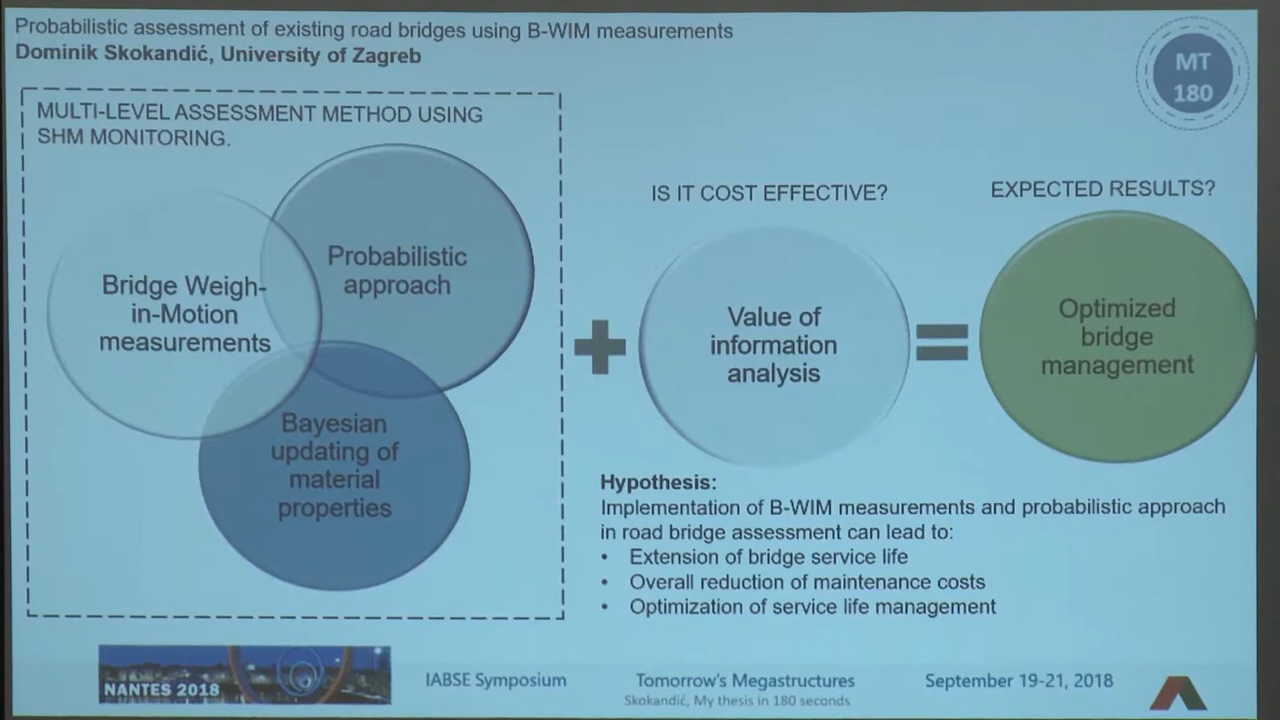 Probabilistic assessment of existing road bridges using B-WIM measurements
Dominik Skokandić, University of Zagreb
MT
180
MULTI-LEVEL ASSESSMENT METHOD USING
SHM MONITORING.
Bridge Weigh-
in-Motion
measurements
Probabilistic
approach
Bayesian
updating of
material
properties
+
IS IT COST EFFECTIVE?
Value of
information
analysis
=
EXPECTED RESULTS?
Optimized
bridge
management
Hypothesis:
Implementation of B-WIM measurements and probabilistic approach
in road bridge assessment can lead to:
• Extension of bridge service life
• Overall reduction of maintenance costs
• Optimization of service life management
NANTES 2018
IABSE Symposium
Tomorrow's Megastructures
Skokandić, My thesis in 180 seconds
September 19-21, 2018